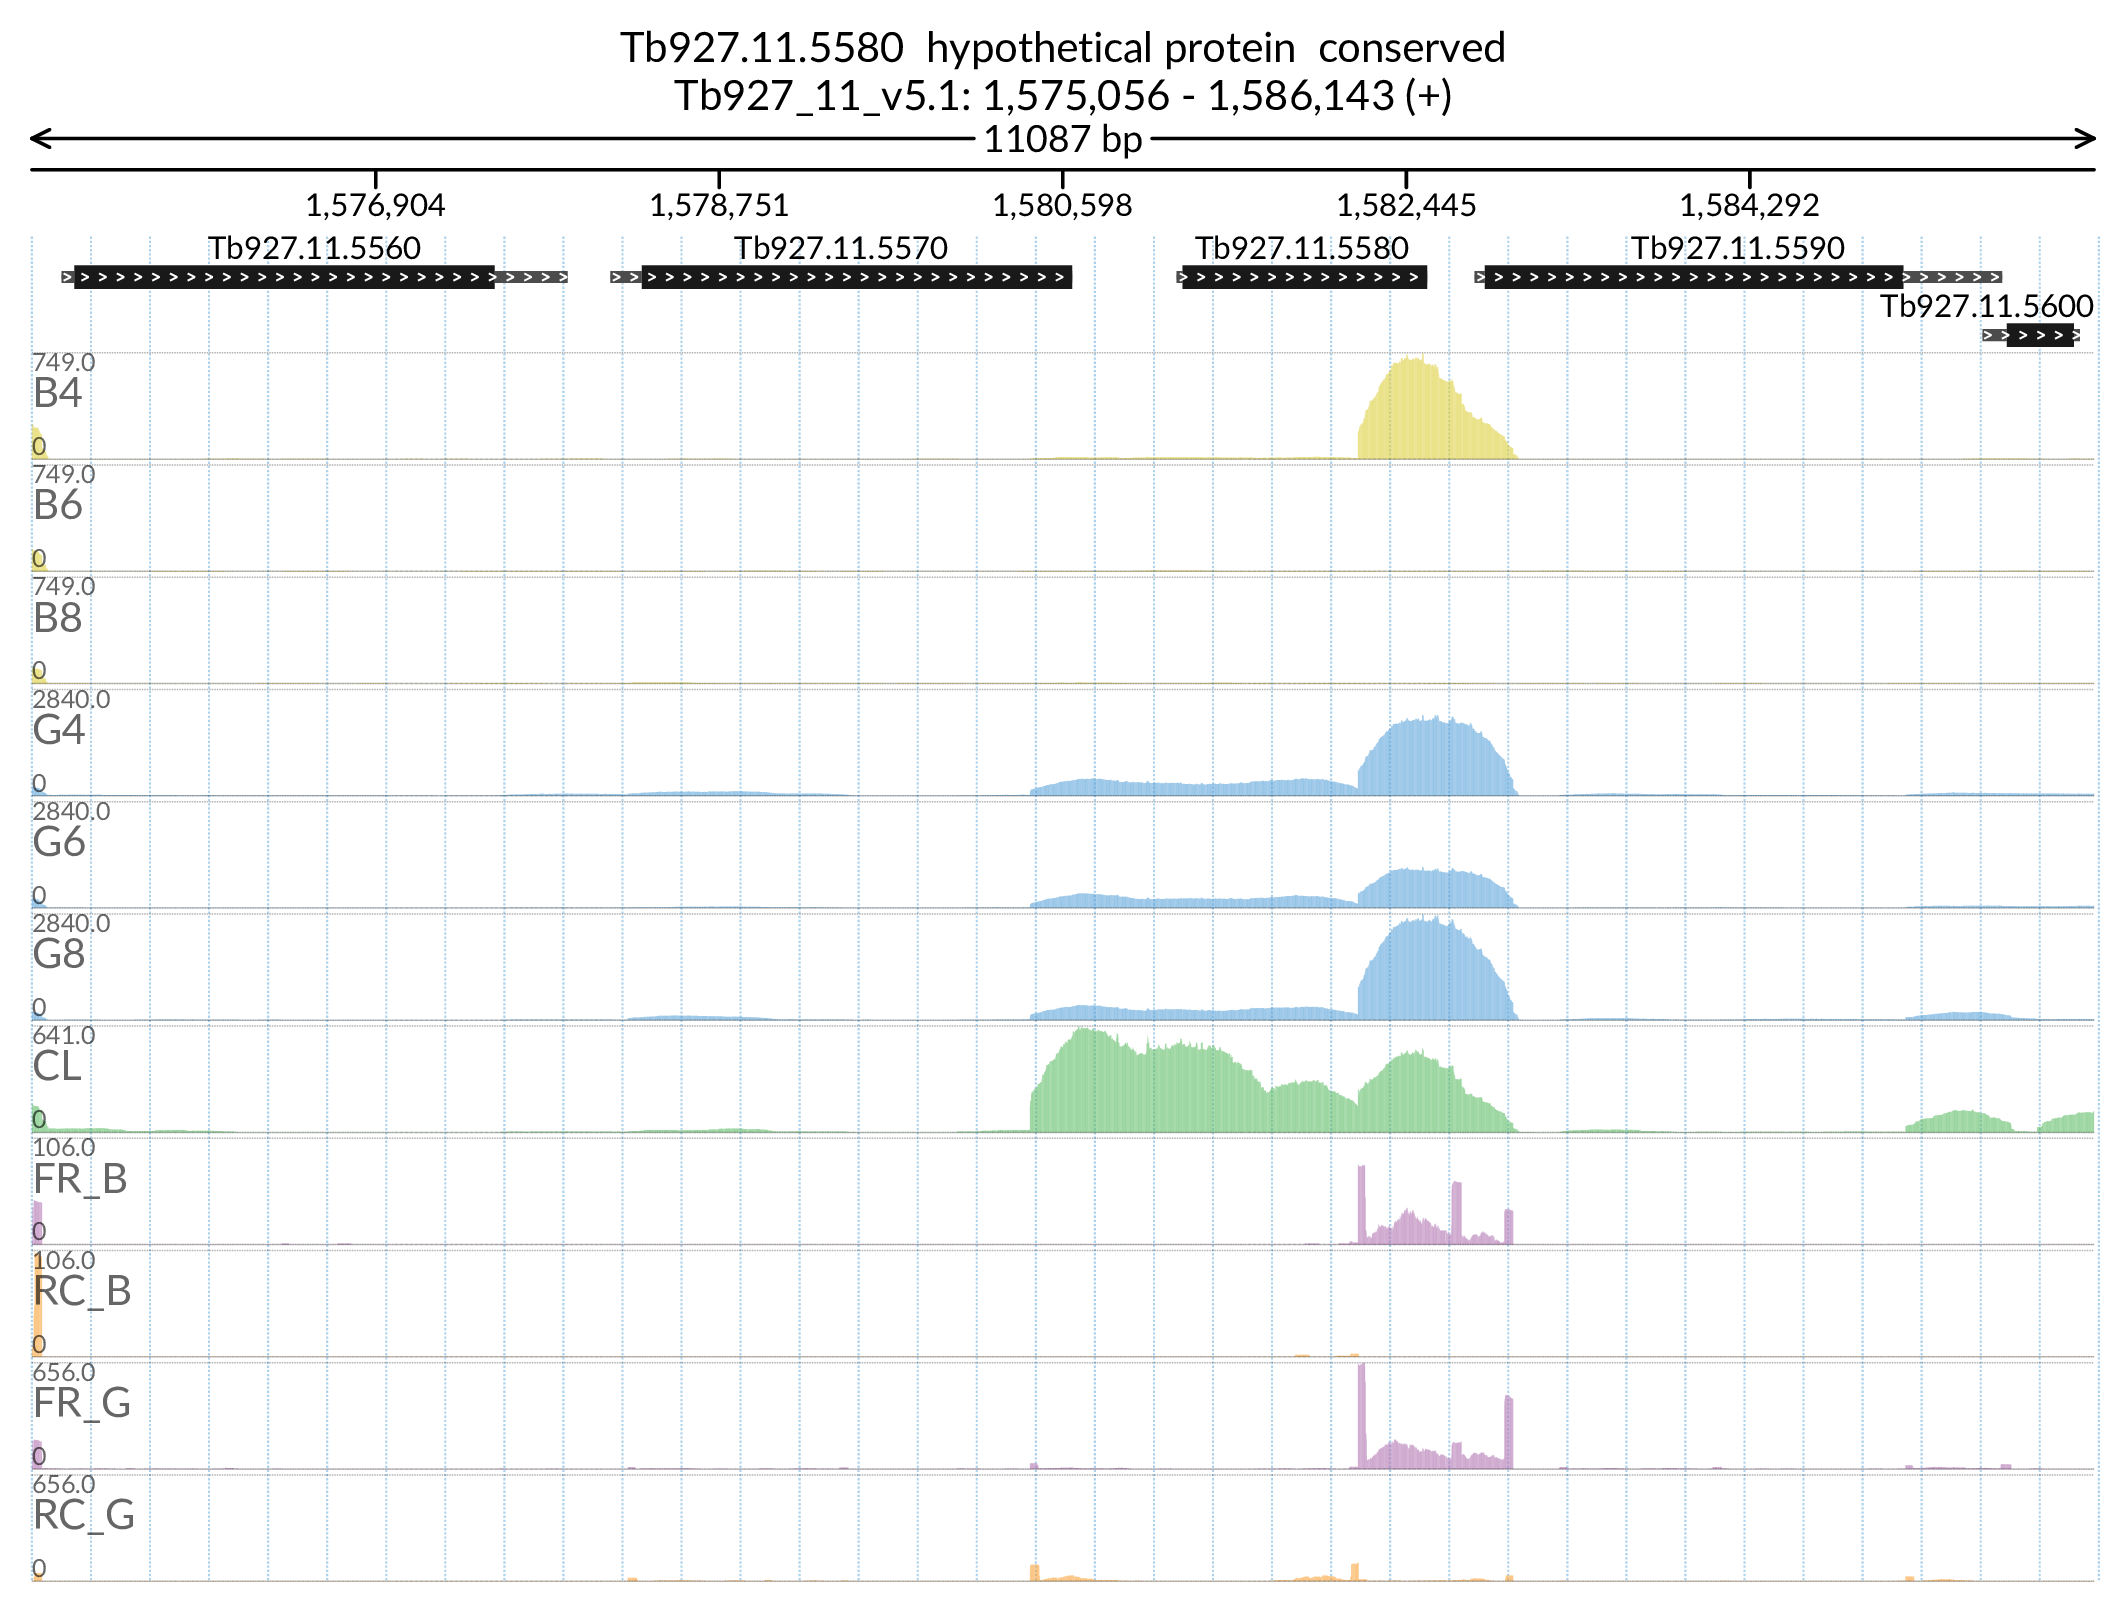 Tb927.11.5580  hypothetical protein  conserved
Tb927_11_v5.1: 1,575,056 - 1,586,143 (+)
11087 bp
1,576,904 1,578,751 1,580,598 1,582,445 1,584,292
Tb927.11.5560 Tb927.11.5570 Tb927.11.5580 Tb927.11.5590
Tb927.11.5600
749.0
B4
0
749.0
B6
0
749.0
B8
0
2840.0
G4
0
2840.0
G6
0
2840.0
G8
0
641.0
CL
0
106.0
FR_B
0
106.0
RC_B
0
656.0
FR_G
0
656.0
RC_G
0